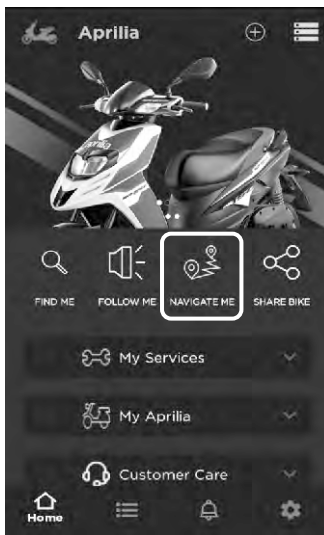 Aprilia
FIND ME FOLLOW ME NAVIGATE ME SHARE BIKE
My Services
My Aprilia
Customer Care
Home